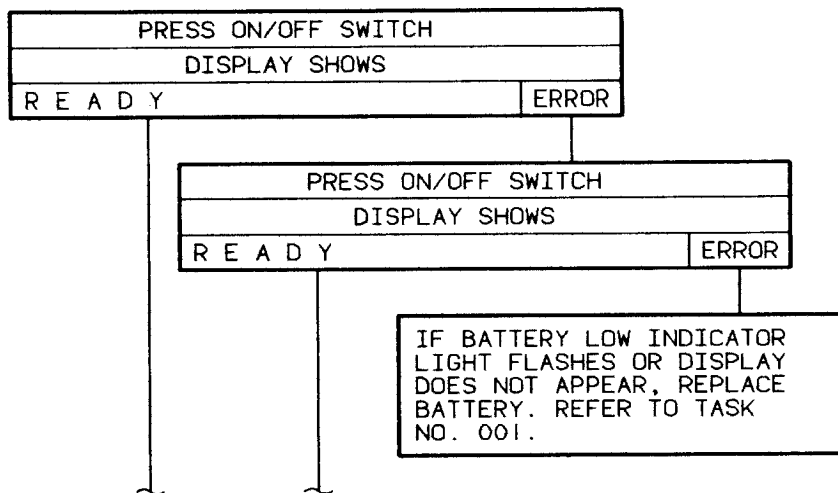 PRESS ON/OFF SWITCH
DISPLAY SHOWS
R E A D Y ERROR
PRESS ON/OFF SWITCH
DISPLAY SHOWS
R E A D Y ERROR
IF BATTERY LOW INDICATOR
LIGHT FLASHES OR DISPLAY
DOES NOT APPEAR, REPLACE
BATTERY. REFER TO TASK
NO. 001.